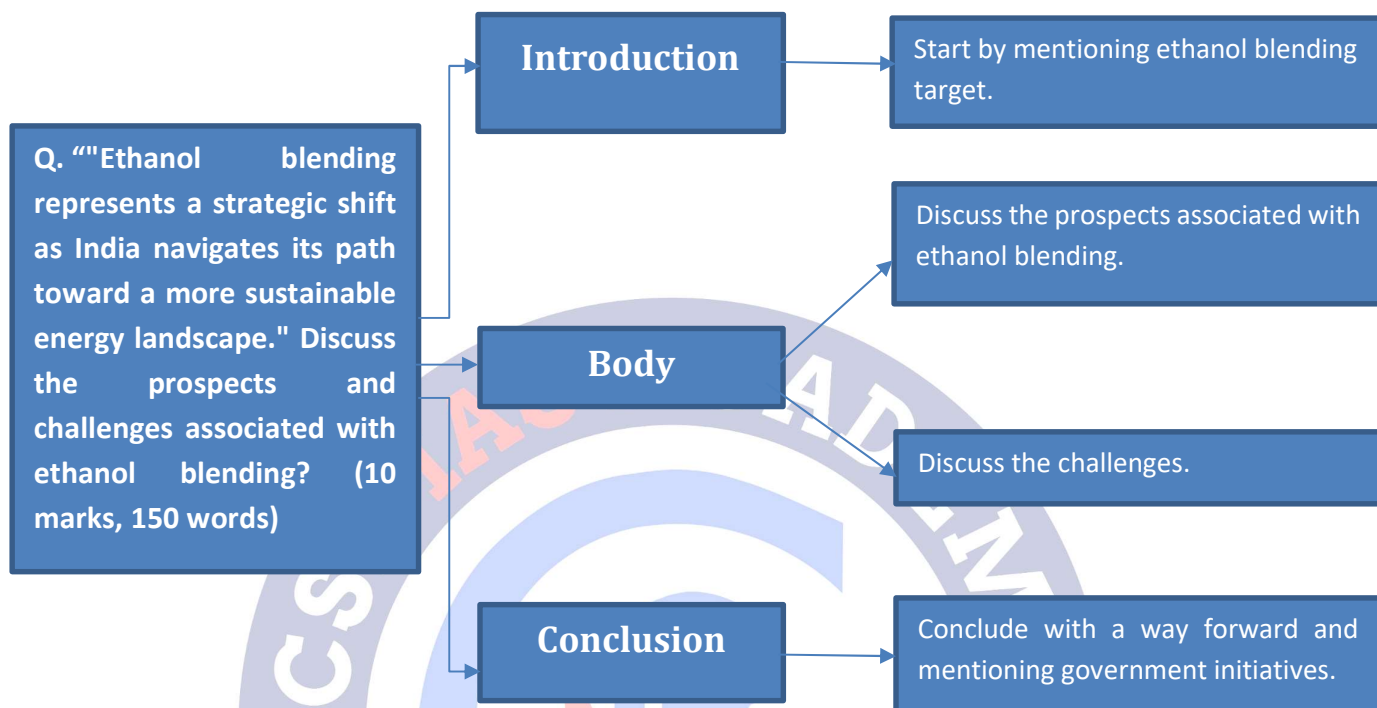 Introduction
Start by mentioning ethanol blending
target.
Q. “"Ethanol blending
represents a strategic shift
as India navigates its path
toward a more sustainable
energy landscape." Discuss
the prospects and
challenges associated with
ethanol blending? (10
marks, 150 words)
Body
Discuss the prospects associated with
ethanol blending.
Discuss the challenges.
Conclusion
Conclude with a way forward and
mentioning government initiatives.
CS